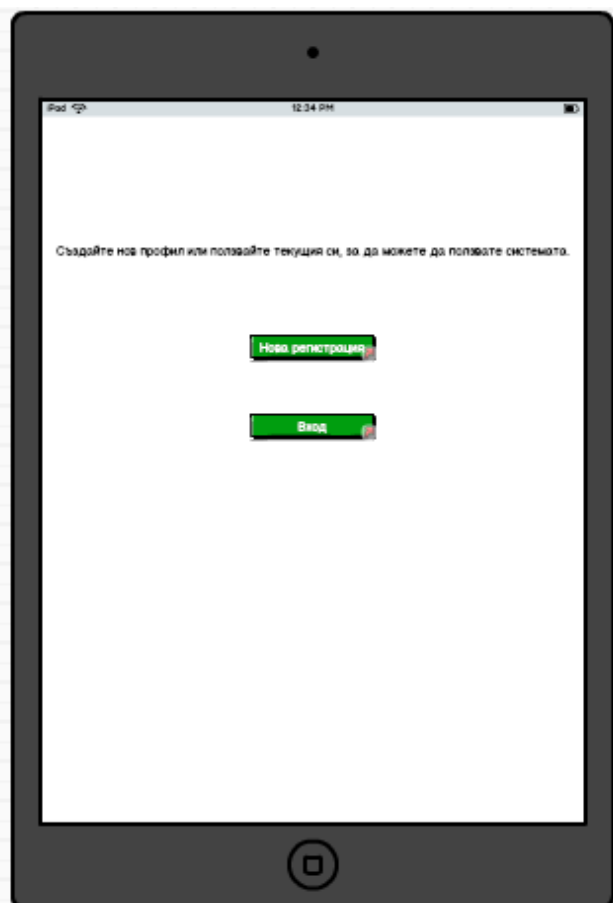 iPad 12:34 PM
Създайте нов профил или ползвайте текущия си, за да можете да ползвате системата.
Нова регистрация
Вход